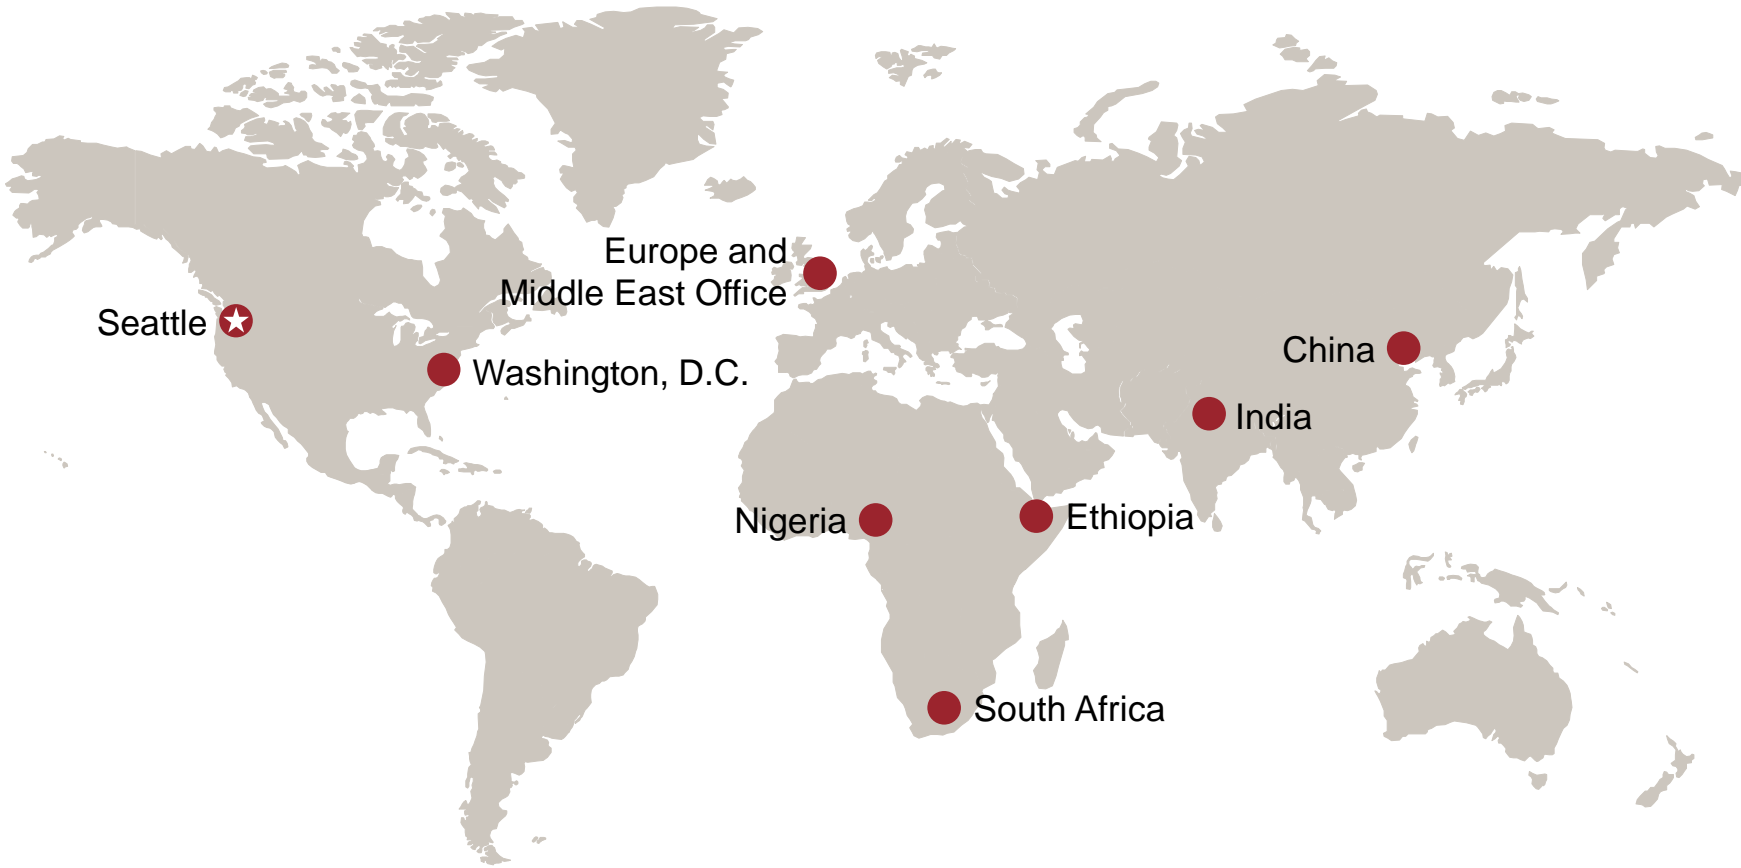 Europe and
Middle East Office
Seattle
Washington, D.C.
China
India
Nigeria
Ethiopia
South Africa